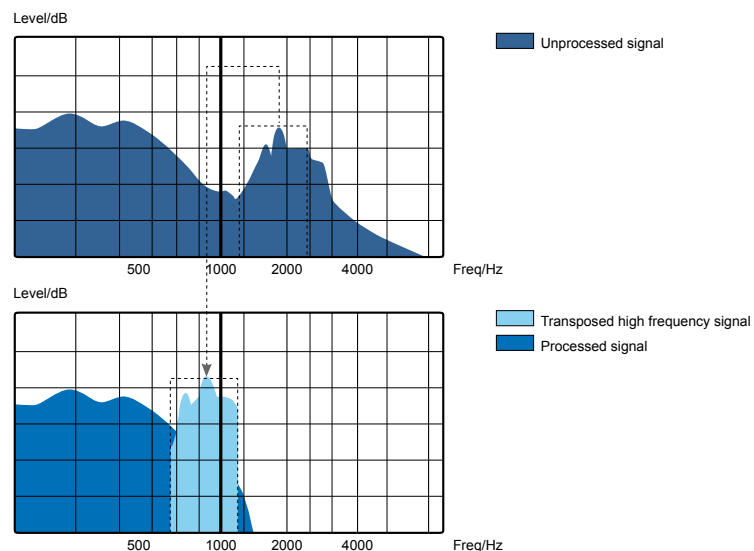 Level/dB
Unprocessed signal
500 1000 2000 4000 Freq/Hz
Level/dB
Transposed high frequency signal
Processed signal
500 1000 2000 4000 Freq/Hz